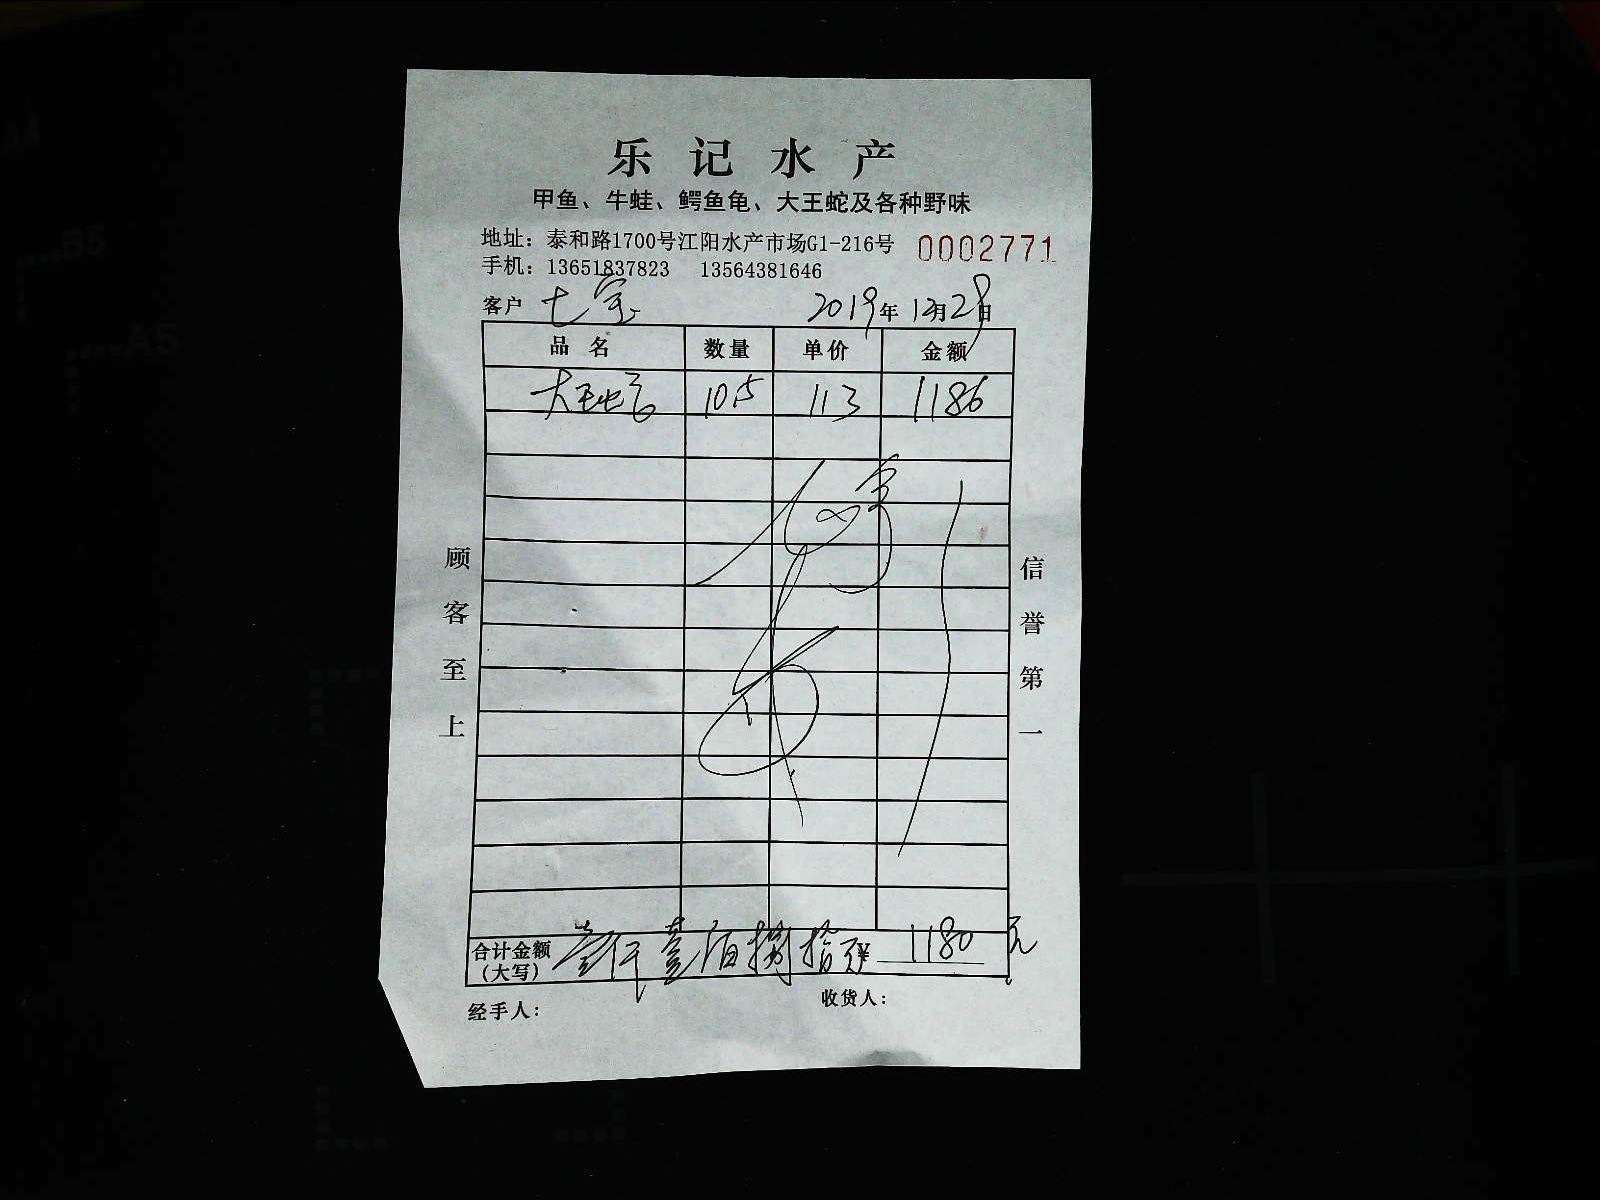 乐记水产
甲鱼、牛蛙、鳄鱼龟、大王蛇及各种野味
地址：泰和路1700号江阳水产市场G1-216号 0002771
手机：13651837823 13564381646
客户 七宝 2019年12月28日
品名 数量 单价 金额
大王蛇 10.5 113 1186
顾客至上
信誉第一
合计金额 壹仟壹佰捌拾元 ¥ 1180 元
(大写)
经手人： 收货人：
A5
B5